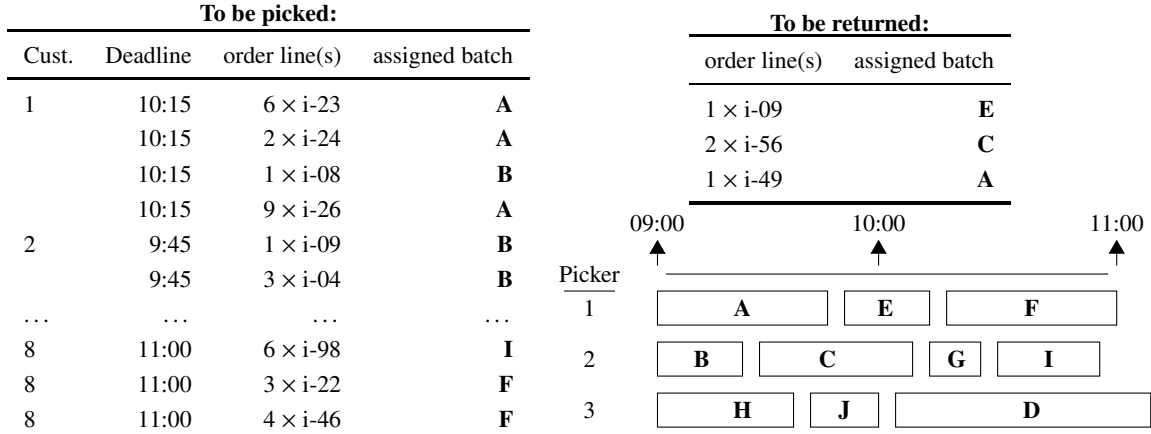 To be picked:
Cust. Deadline order line(s) assigned batch
1 10:15 6 × i-23 A
10:15 2 × i-24 A
10:15 1 × i-08 B
10:15 9 × i-26 A
2 9:45 1 × i-09 B
9:45 3 × i-04 B
... ... ... ...
8 11:00 6 × i-98 I
8 11:00 3 × i-22 F
8 11:00 4 × i-46 F
To be returned:
order line(s) assigned batch
1 × i-09 E
2 × i-56 C
1 × i-49 A
09:00 10:00 11:00
Picker
1 A E F
2 B C G I
3 H J D